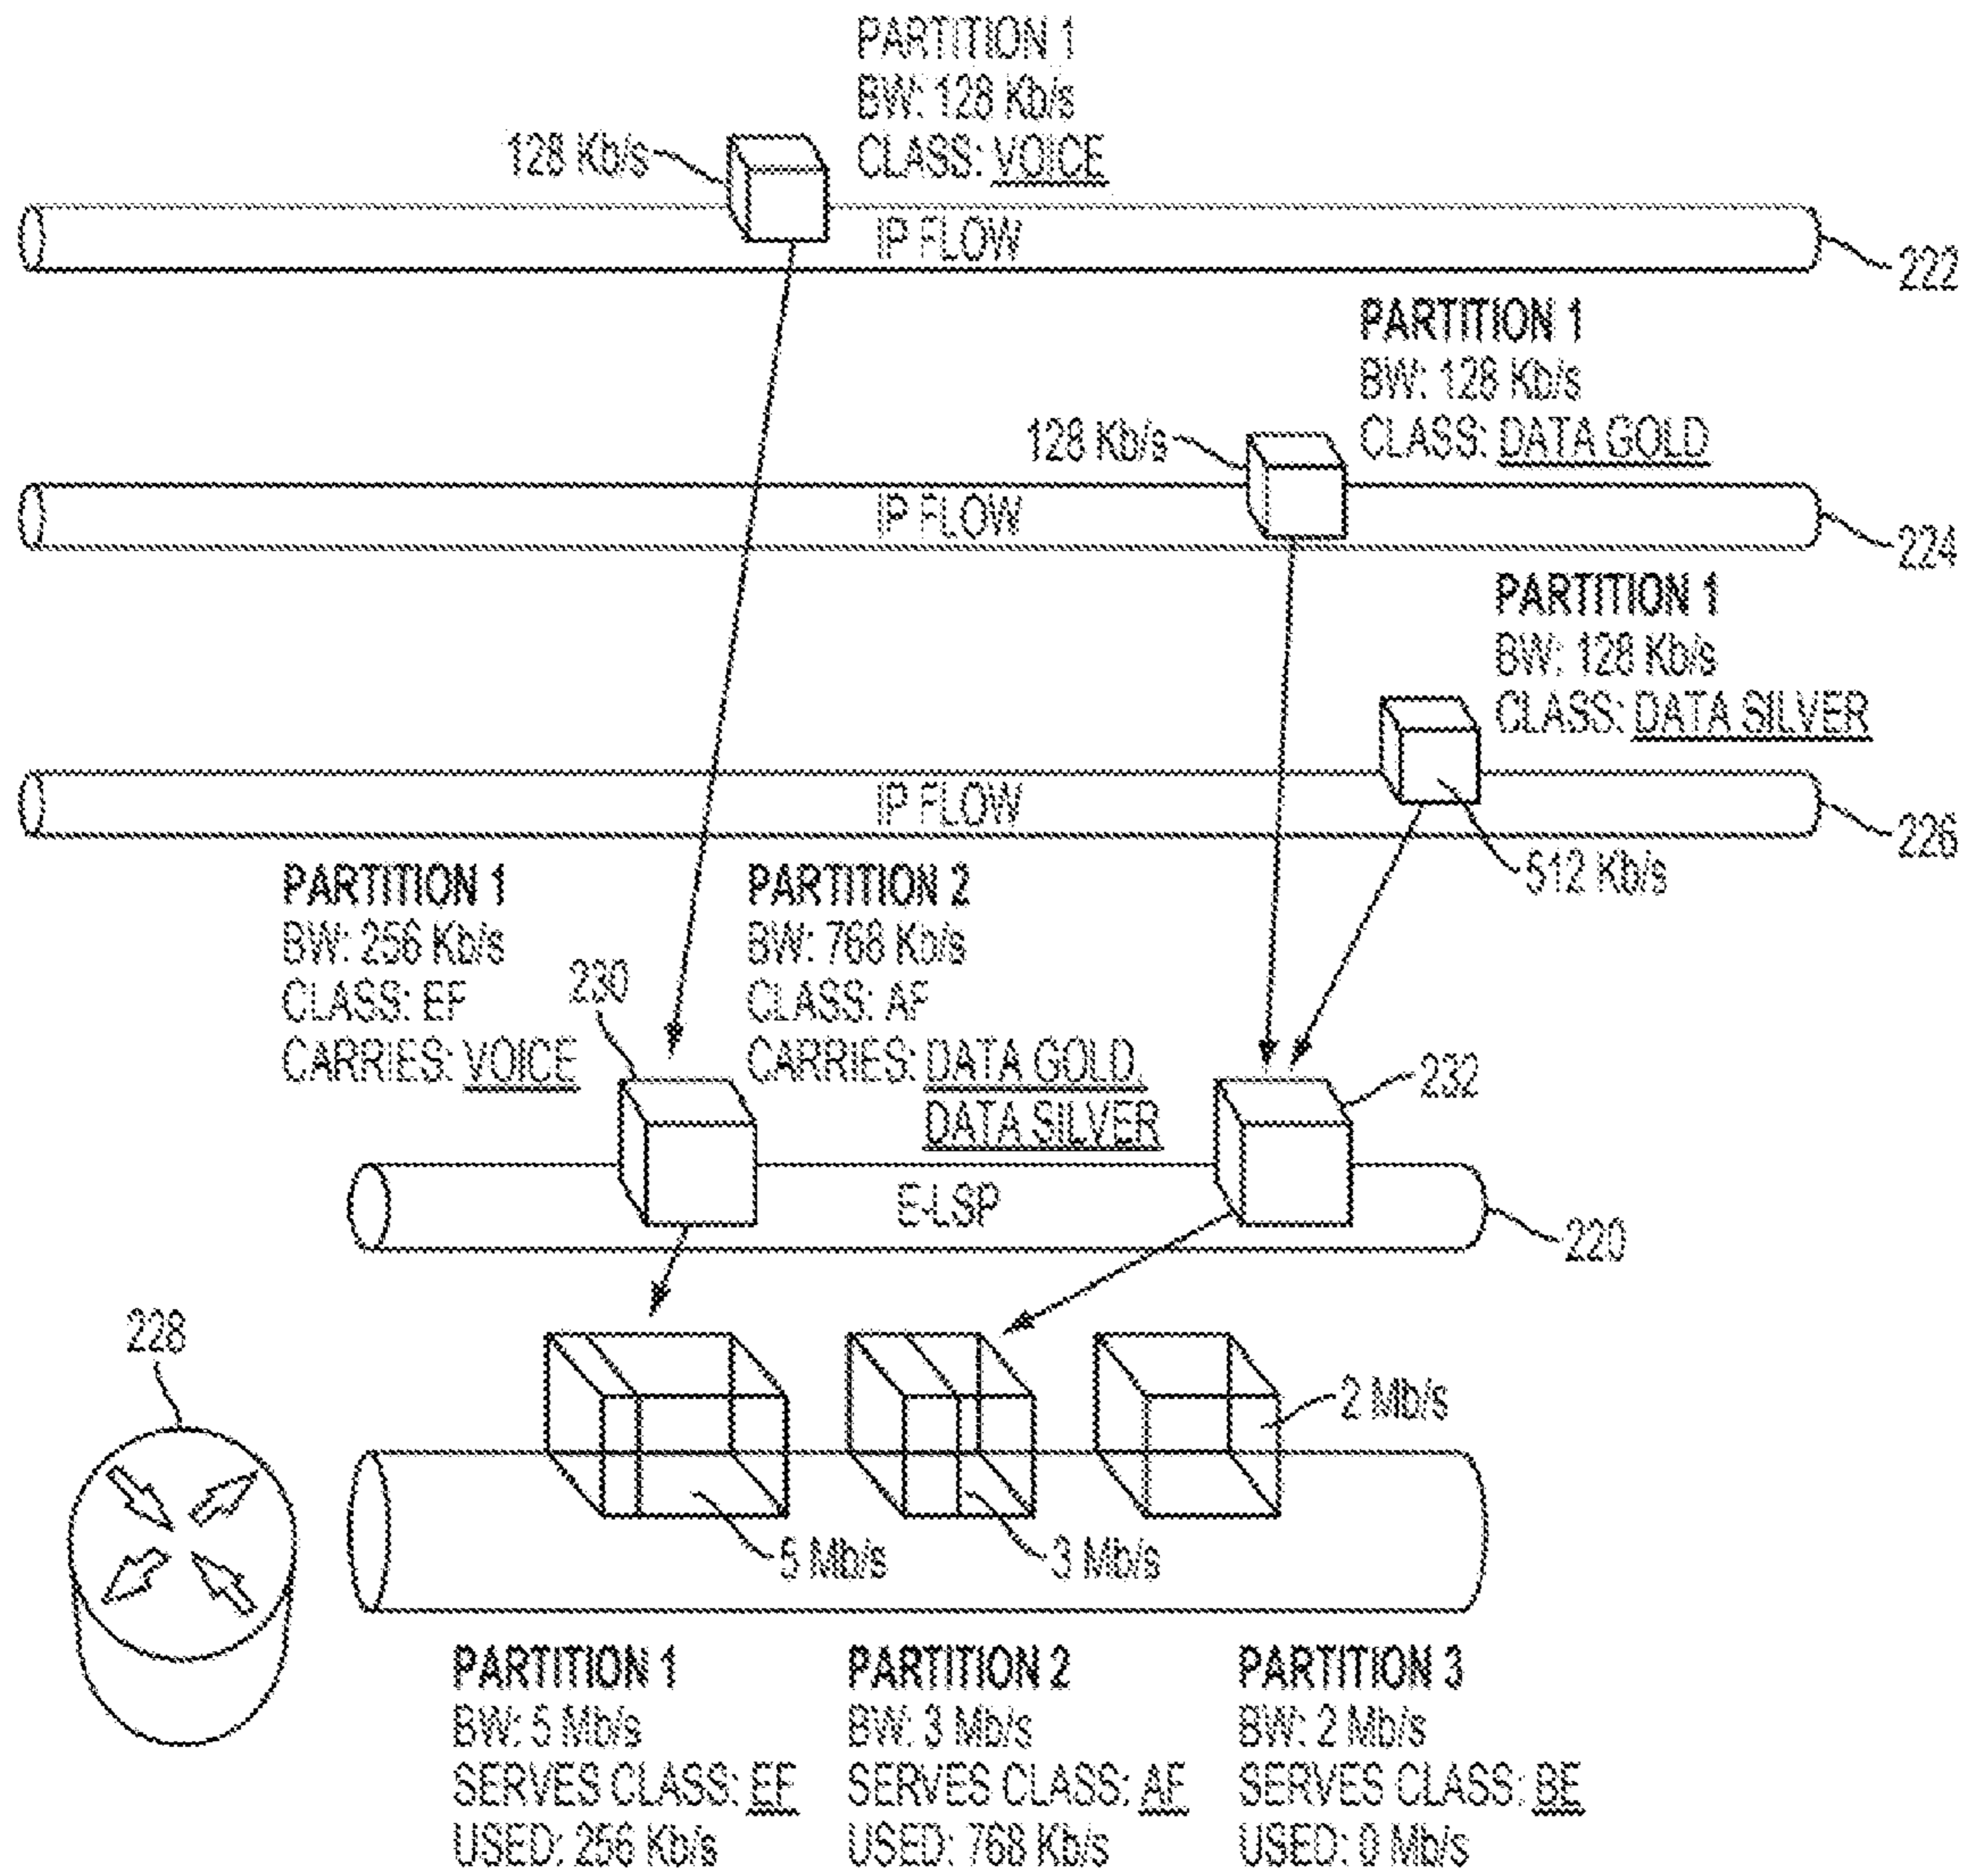 PARTITION 1
BW: 128 Kb/s
CLASS: VOICE
128 Kb/s
IP FLOW
222
PARTITION 1
BW: 128 Kb/s
CLASS: DATA GOLD
128 Kb/s
IP FLOW
224
PARTITION 1
BW: 128 Kb/s
CLASS: DATA SILVER
IP FLOW
226
512 Kb/s
PARTITION 1
BW: 256 Kb/s
CLASS: EF
CARRIES: VOICE
230
PARTITION 2
BW: 768 Kb/s
CLASS: AF
CARRIES: DATA GOLD,
DATA SILVER
232
E-LSP
220
228
2 Mb/s
5 Mb/s
3 Mb/s
PARTITION 1
BW: 5 Mb/s
SERVES CLASS: EF
USED: 256 Kb/s
PARTITION 2
BW: 3 Mb/s
SERVES CLASS: AF
USED: 768 Kb/s
PARTITION 3
BW: 2 Mb/s
SERVES CLASS: BE
USED: 0 Mb/s